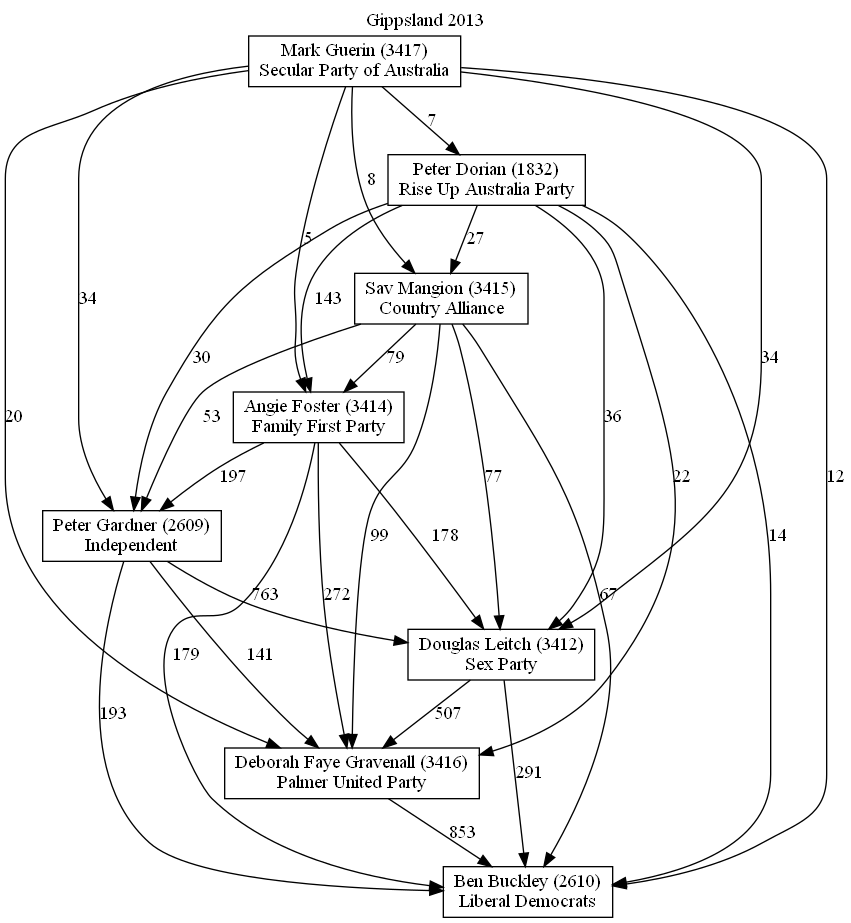 Gippsland 2013
Mark Guerin (3417)
Secular Party of Australia
7
Peter Dorian (1832)
Rise Up Australia Party
8
5
27
Sav Mangion (3415)
Country Alliance
34
143
30
79
34
20
53
36
Angie Foster (3414)
Family First Party
197
77
22
12
Peter Gardner (2609)
Independent
99
178
14
763
272
67
Douglas Leitch (3412)
Sex Party
179
141
193
507
Deborah Faye Gravenall (3416)
Palmer United Party
291
853
Ben Buckley (2610)
Liberal Democrats